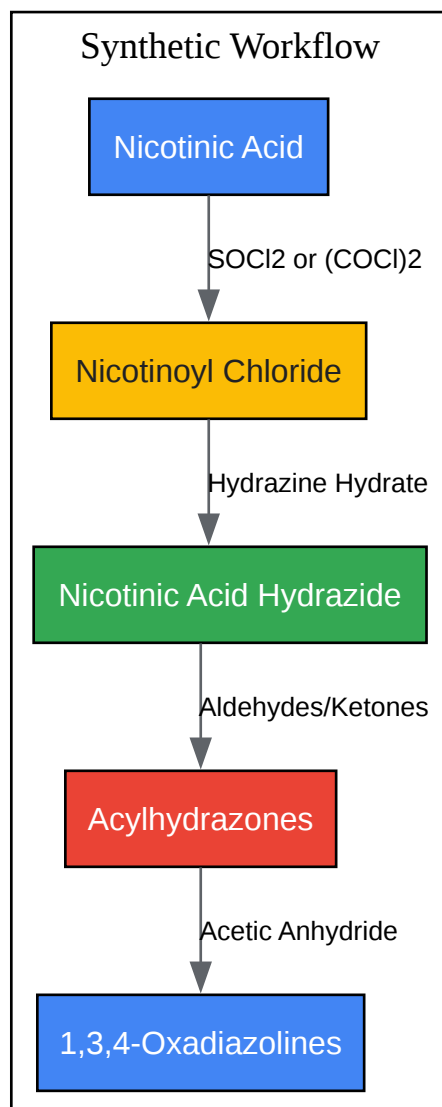 Synthetic Workflow
Nicotinic Acid
SOCl2 or (COCl)2
Nicotinoyl Chloride
Hydrazine Hydrate
Nicotinic Acid Hydrazide
Aldehydes/Ketones
Acylhydrazones
Acetic Anhydride
1,3,4-Oxadiazolines